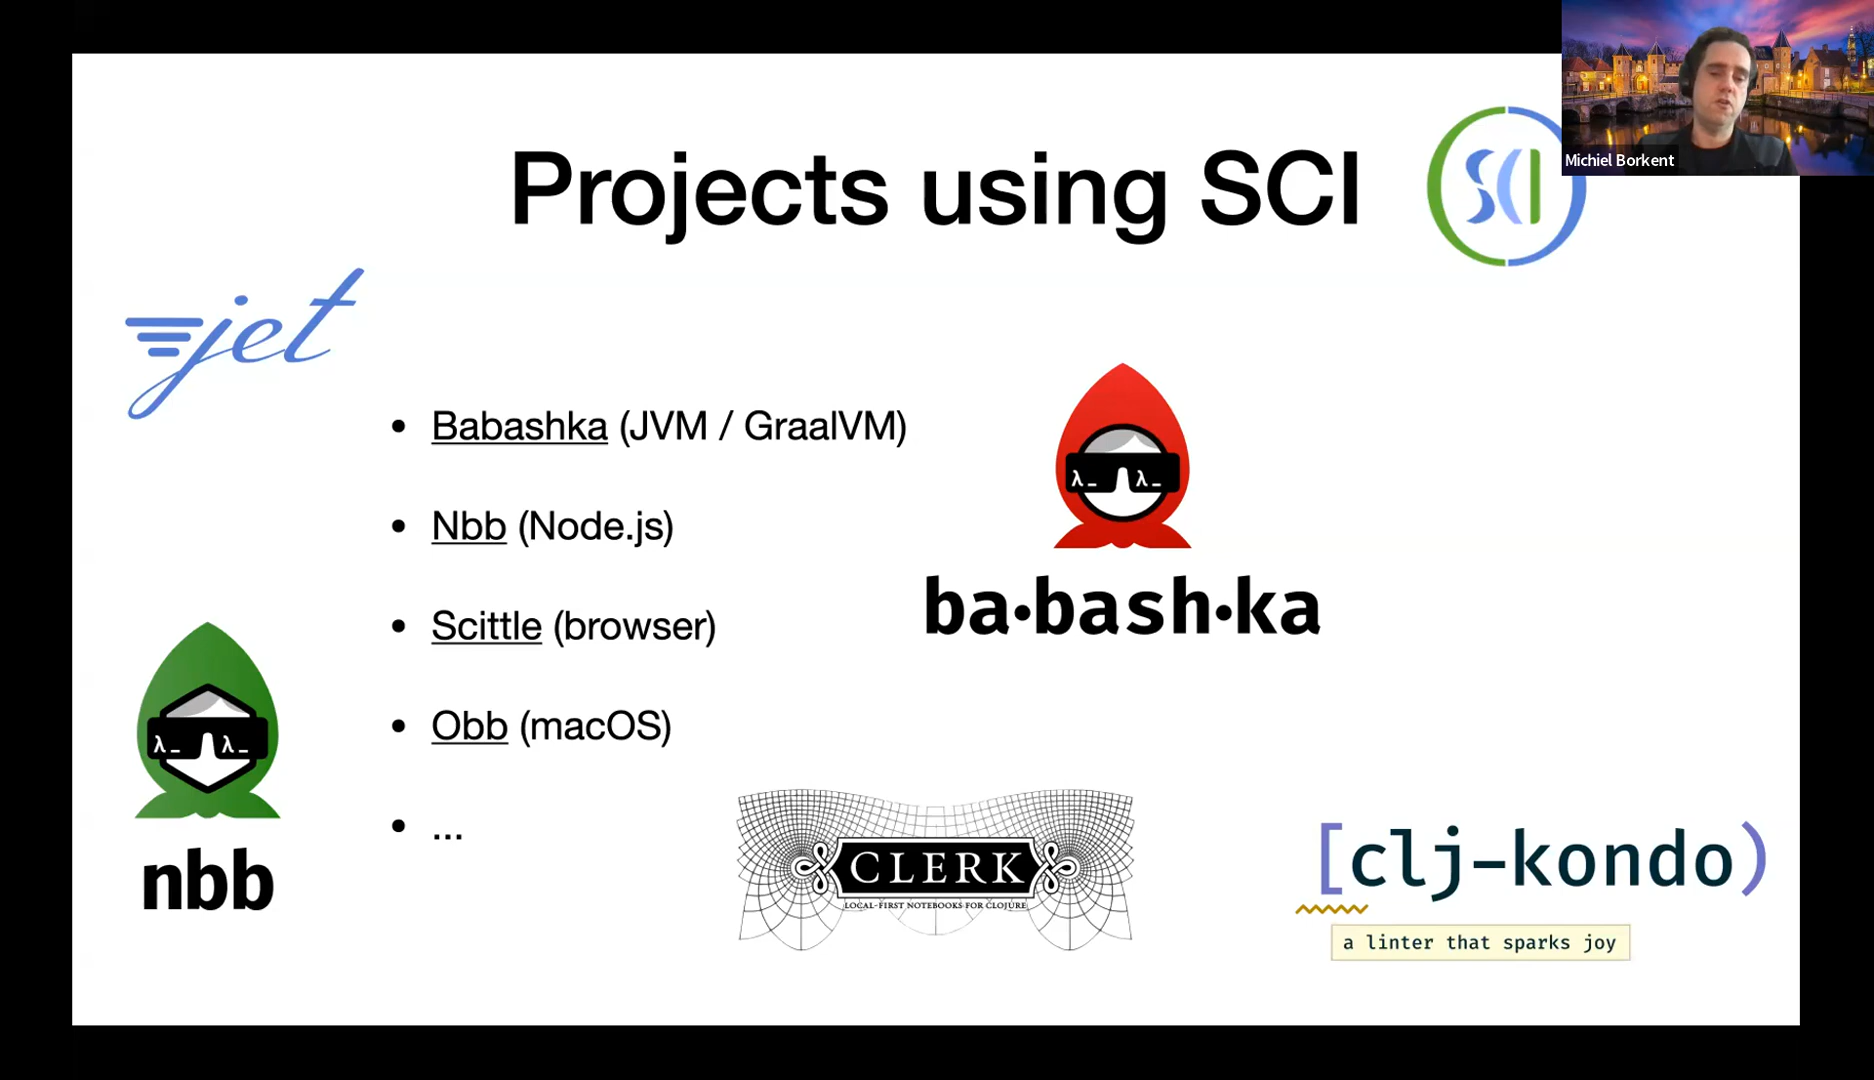 Projects using SCI
SCI
Michiel Borkent
jet
• Babashka (JVM / GraalVM)
• Nbb (Node.js)
• Scittle (browser)
• Obb (macOS)
• ...
λ_ λ_
ba•bash•ka
λ_ λ_
nbb
CLERK
LOCAL-FIRST NOTEBOOKS FOR CLOJURE
[clj-kondo)
a linter that sparks joy